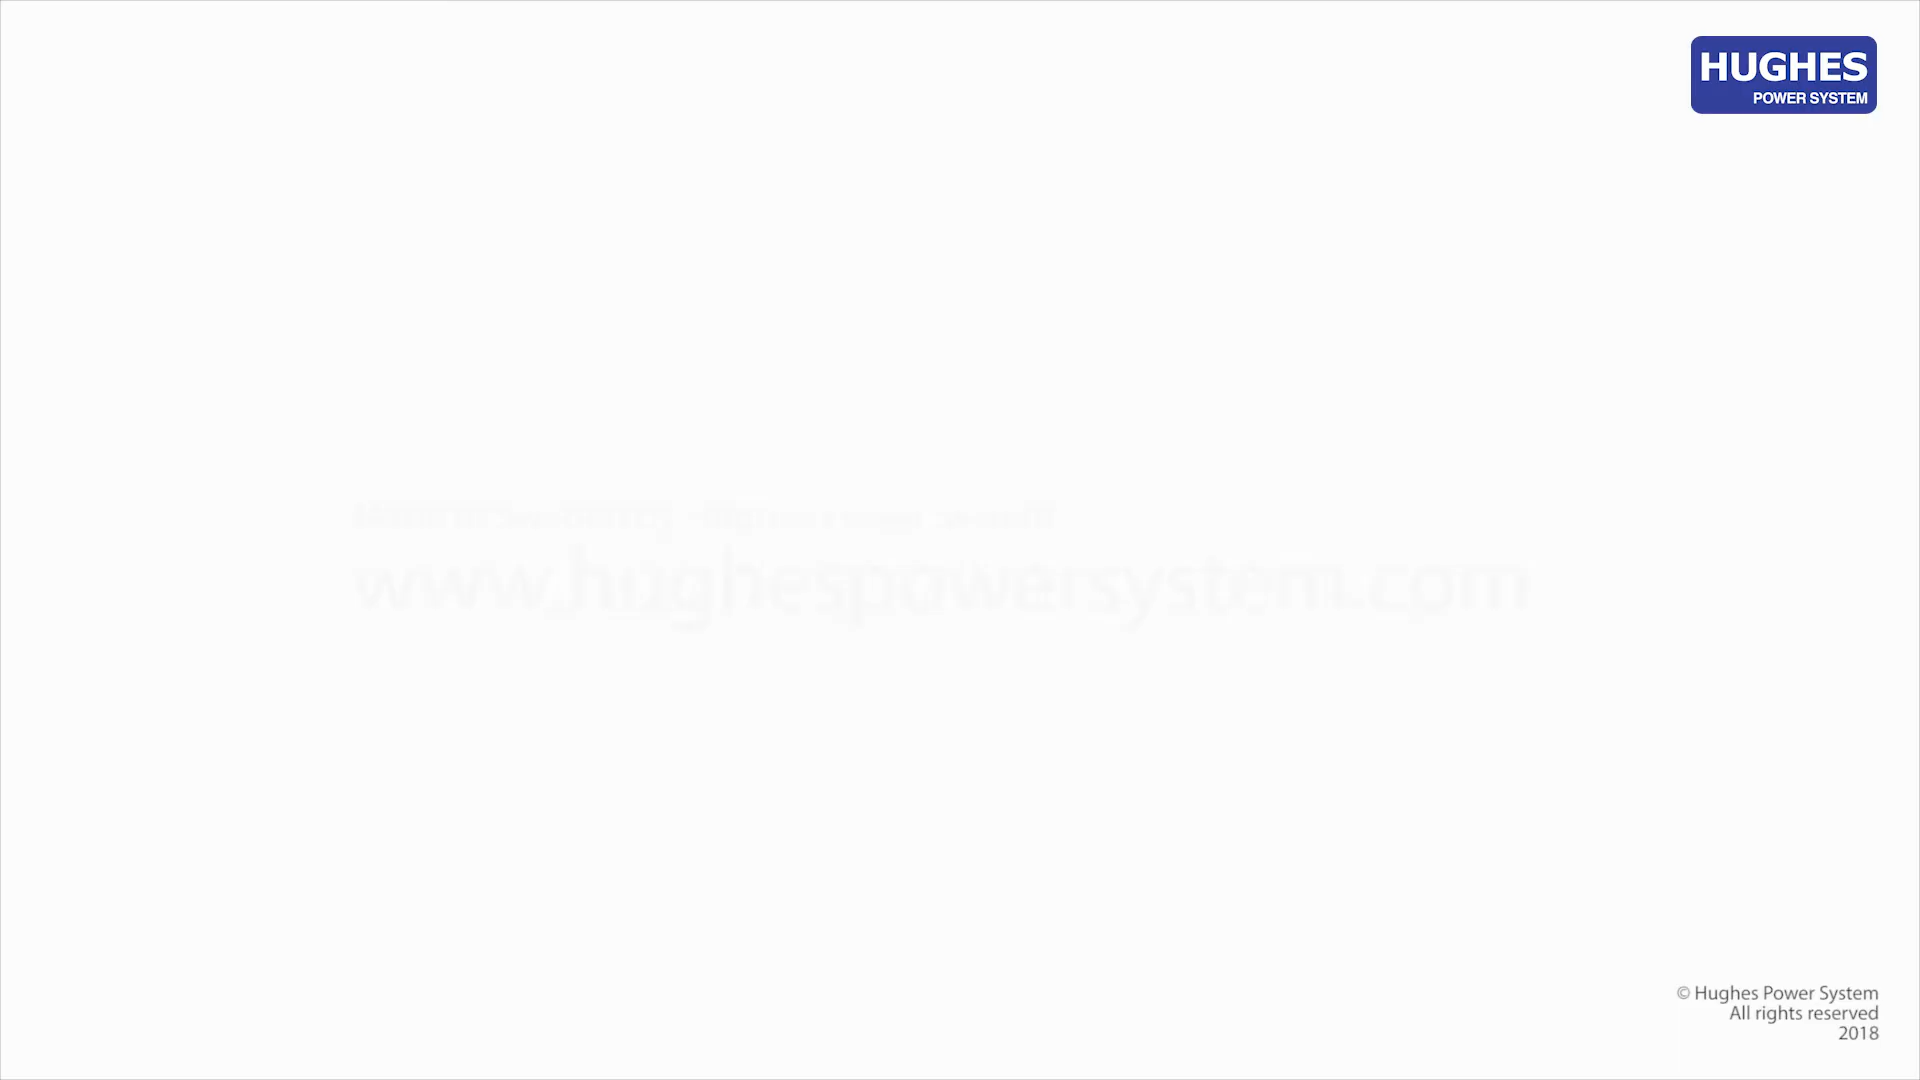 HUGHES
POWER SYSTEM
www.hughespowersystem.com
© Hughes Power System
All rights reserved
2018